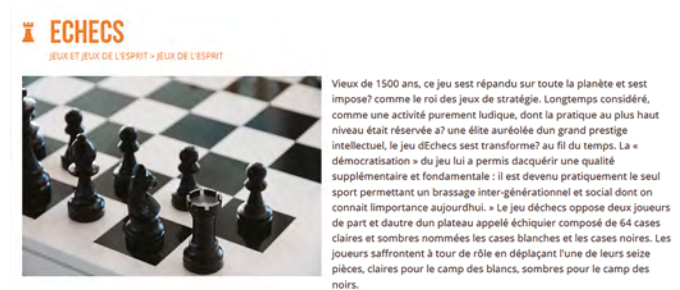 ECHECS
JEUX ET JEUX DE L'ESPRIT > JEUX DE L'ESPRIT
Vieux de 1500 ans, ce jeu sest répandu sur toute la planète et sest
impose? comme le roi des jeux de stratégie. Longtemps considéré,
comme une activité purement ludique, dont la pratique au plus haut
niveau était réservée a? une élite auréolée dun grand prestige
intellectuel, le jeu dEchecs sest transforme? au fil du temps. La «
démocratisation » du jeu lui a permis dacquérir une qualité
supplémentaire et fondamentale : il est devenu pratiquement le seul
sport permettant un brassage inter-générationnel et social dont on
connait limportance aujourdhui. » Le jeu déchecs oppose deux joueurs
de part et dautre dun plateau appelé échiquier composé de 64 cases
claires et sombres nommées les cases blanches et les cases noires. Les
joueurs saffrontent à tour de rôle en déplaçant l'une de leurs seize
pièces, claires pour le camp des blancs, sombres pour le camp des
noirs.